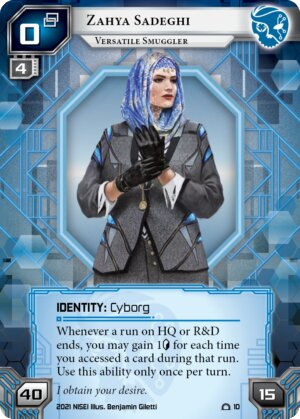 0
ZAHYA SADEGHI
VERSATILE SMUGGLER
4
IDENTITY: Cyborg
Whenever a run on HQ or R&D
ends, you may gain 1 for each time
you accessed a card during that run.
Use this ability only once per turn.
I obtain your desire.
40
15
2021 NISEI Illus. Benjamin Giletti
10